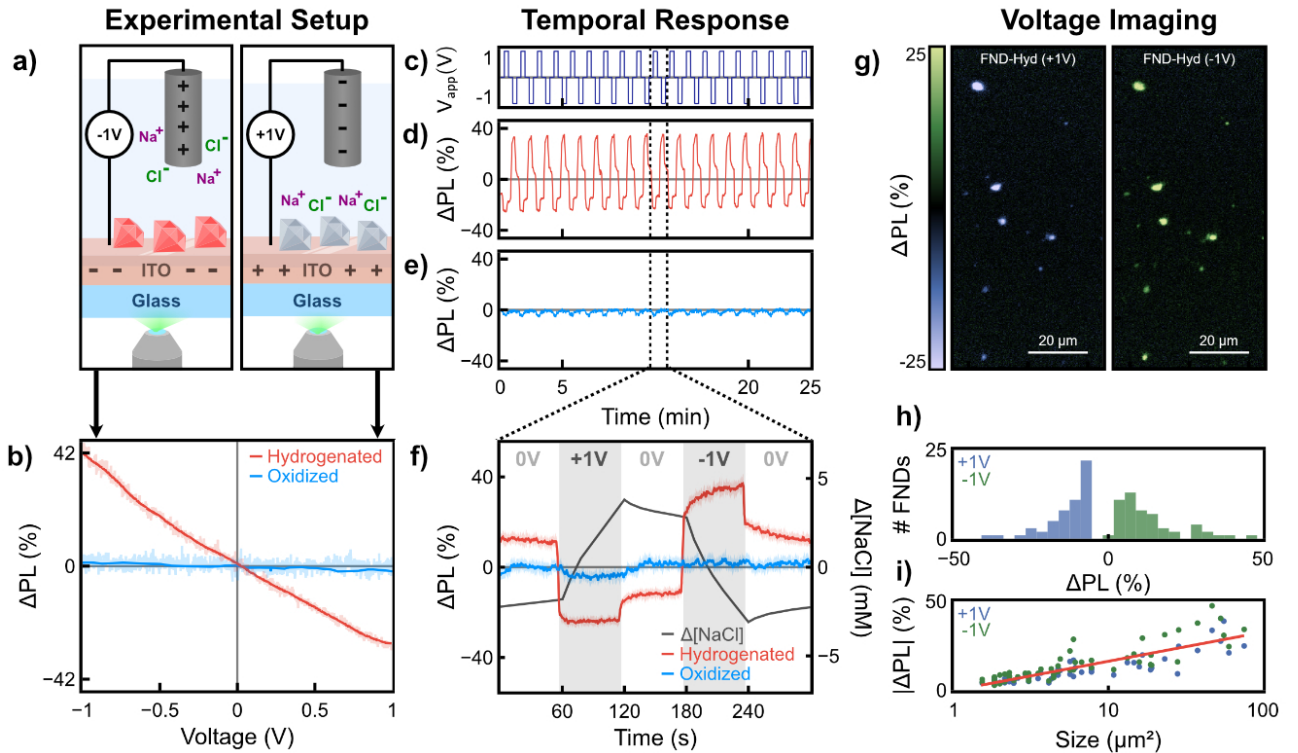 Experimental Setup
Temporal Response
Voltage Imaging
a)
-1V
+
+
+
+
Na⁺
Cl⁻
Cl⁻
Na⁺
- - ITO - -
Glass
+1V
-
-
-
-
Na⁺ Cl⁻ Na⁺ Cl⁻
+ + ITO + +
Glass
b)
ΔPL (%)
42
0
−42
Hydrogenated
Oxidized
−1 −0.5 0 0.5 1
Voltage (V)
c)
V_app (V)
1
-1
d)
ΔPL (%)
40
0
−40
e)
ΔPL (%)
40
0
−40
0 5 20 25
Time (min)
f)
ΔPL (%)
40
20
0
−20
−40
0V +1V 0V -1V 0V
5
0
−5
Δ[NaCl] (mM)
Δ[NaCl]
Hydrogenated
Oxidized
60 120 180 240
Time (s)
g)
25
-25
ΔPL (%)
FND-Hyd (+1V)
20 µm
FND-Hyd (-1V)
20 µm
h)
# FNDs
25
0
+1V
-1V
−50 0 50
ΔPL (%)
i)
|ΔPL| (%)
50
0
+1V
-1V
1 10 100
Size (µm²)